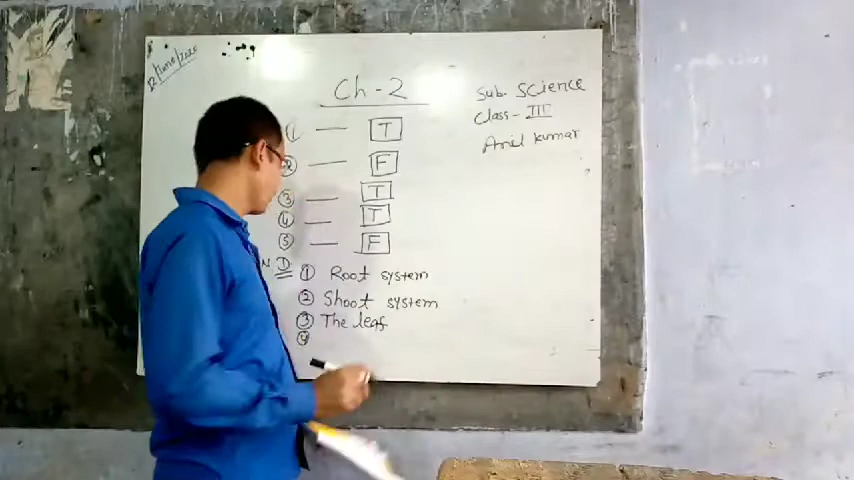 Ch-2
Sub. Science
Class - III
Anil Kumar
① — T
② — F
③ — T
④ — T
⑤ — F
① Root system
② Shoot system
③ The leaf
④